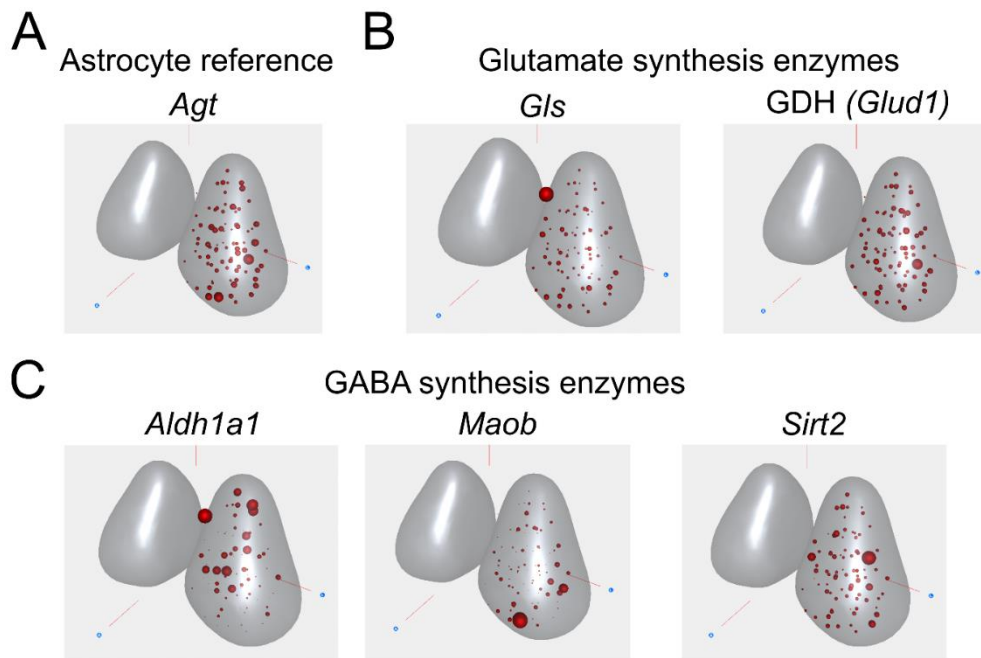 A
Astrocyte reference
Agt
B
Glutamate synthesis enzymes
Gls
GDH (Glud1)
C
GABA synthesis enzymes
Aldh1a1
Maob
Sirt2